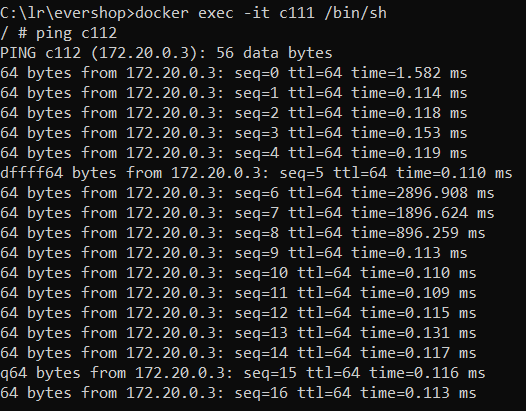 C:\lr\evershop>docker exec -it c111 /bin/sh
/ # ping c112
PING c112 (172.20.0.3): 56 data bytes
64 bytes from 172.20.0.3: seq=0 ttl=64 time=1.582 ms
64 bytes from 172.20.0.3: seq=1 ttl=64 time=0.114 ms
64 bytes from 172.20.0.3: seq=2 ttl=64 time=0.118 ms
64 bytes from 172.20.0.3: seq=3 ttl=64 time=0.153 ms
64 bytes from 172.20.0.3: seq=4 ttl=64 time=0.119 ms
dffff64 bytes from 172.20.0.3: seq=5 ttl=64 time=0.110 ms
64 bytes from 172.20.0.3: seq=6 ttl=64 time=2896.908 ms
64 bytes from 172.20.0.3: seq=7 ttl=64 time=1896.624 ms
64 bytes from 172.20.0.3: seq=8 ttl=64 time=896.259 ms
64 bytes from 172.20.0.3: seq=9 ttl=64 time=0.113 ms
64 bytes from 172.20.0.3: seq=10 ttl=64 time=0.110 ms
64 bytes from 172.20.0.3: seq=11 ttl=64 time=0.109 ms
64 bytes from 172.20.0.3: seq=12 ttl=64 time=0.115 ms
64 bytes from 172.20.0.3: seq=13 ttl=64 time=0.131 ms
64 bytes from 172.20.0.3: seq=14 ttl=64 time=0.117 ms
q64 bytes from 172.20.0.3: seq=15 ttl=64 time=0.116 ms
64 bytes from 172.20.0.3: seq=16 ttl=64 time=0.113 ms